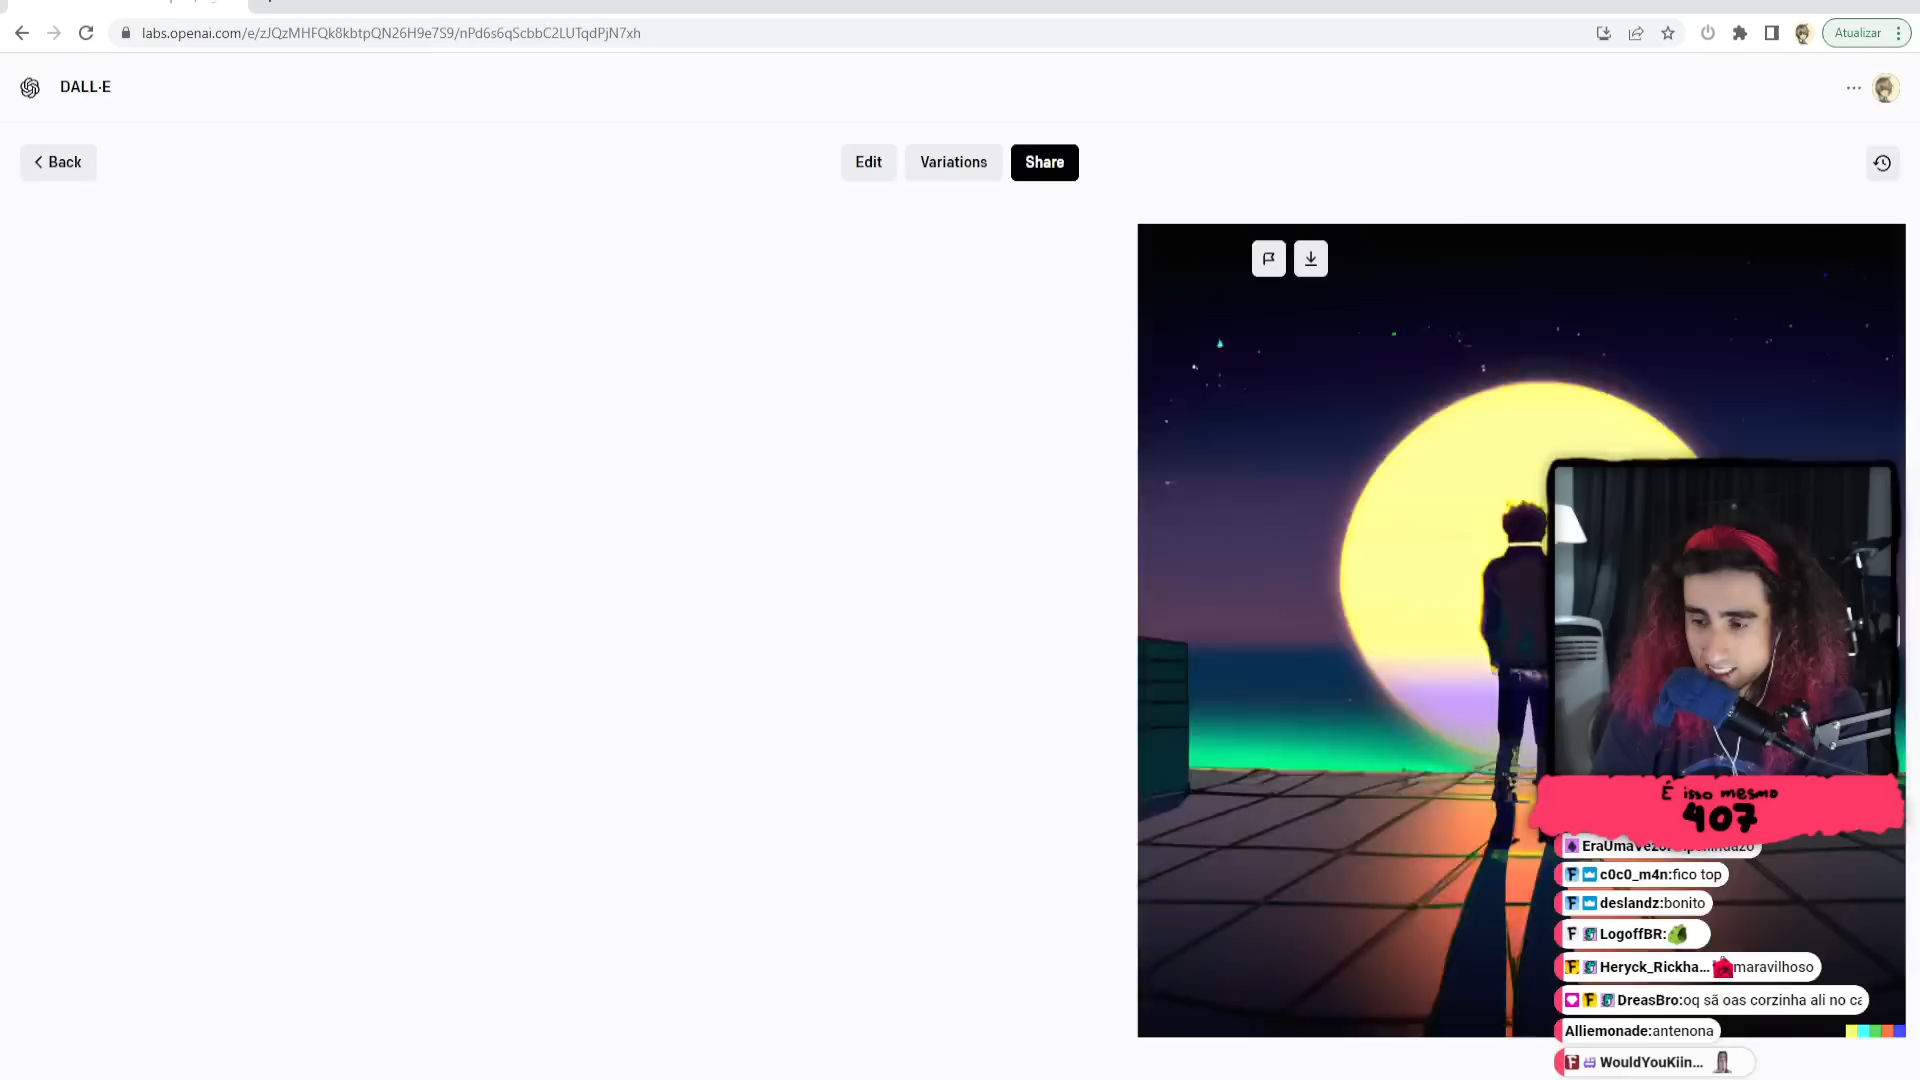 labs.openai.com/e/zJQzMHFQk8kbtpQN26H9e7S9/nPd6s6qScbbC2LUTqdPjN7xh
Atualizar
DALL·E
Back
Edit
Variations
Share
É isso mesmo
407
c0c0_m4n:fico top
deslandz:bonito
LogoffBR:
Heryck_Rickha... maravilhoso
DreasBro:oq sã oas corzinha ali no ca
Alliemonade:antenona
WouldYouKiin...